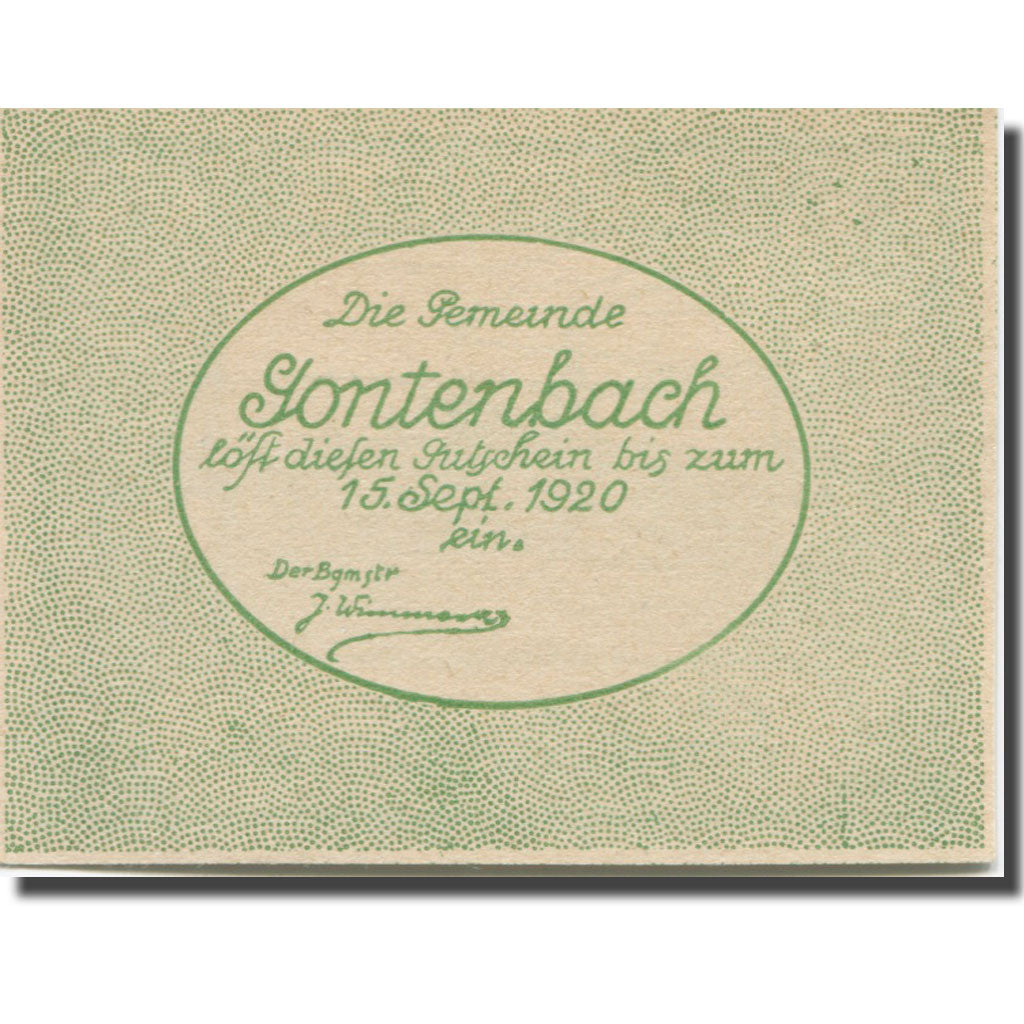 Die Gemeinde
Gontenbach
löſt dieſen Gutſchein bis zum
15. Sept. 1920
ein.
Der Bgmſtr
J.